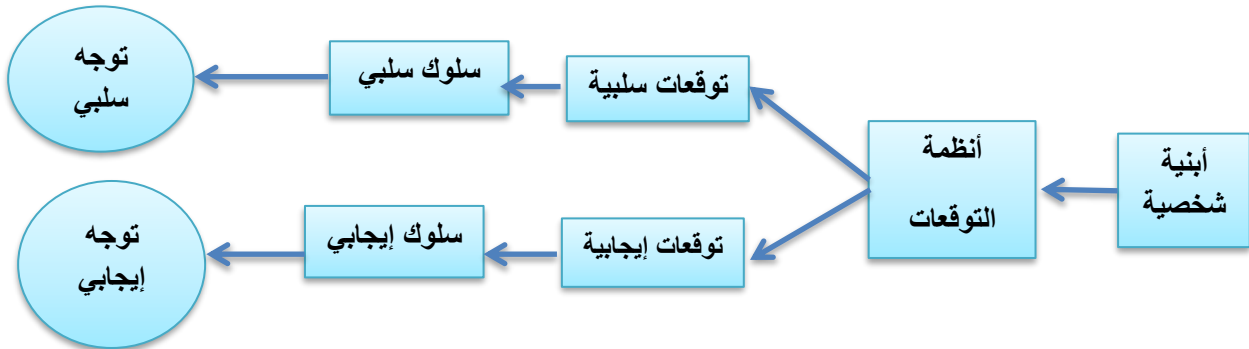 أبنية
شخصية
أنظمة
التوقعات
توقعات سلبية
سلوك سلبي
توجه
سلبي
توقعات إيجابية
سلوك إيجابي
توجه
إيجابي